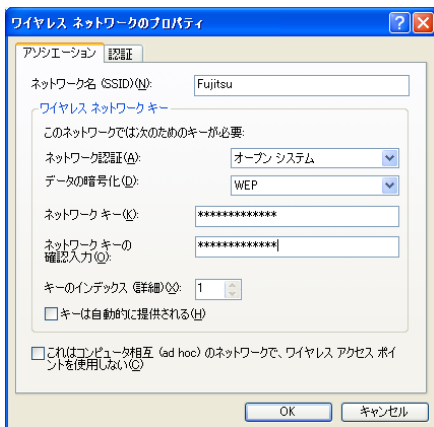 ワイヤレス ネットワークのプロパティ
アソシエーション 認証
ネットワーク名 (SSID)(N): Fujitsu
ワイヤレス ネットワーク キー
このネットワークでは次のためのキーが必要:
ネットワーク認証(A): オープン システム
データの暗号化(D): WEP
ネットワーク キー(K): *************
ネットワーク キーの
確認入力(O): *************
キーのインデックス (詳細)(X): 1
キーは自動的に提供される(H)
これはコンピュータ相互 (ad hoc) のネットワークで、ワイヤレス アクセス ポイ
ントを使用しない(C)
OK キャンセル